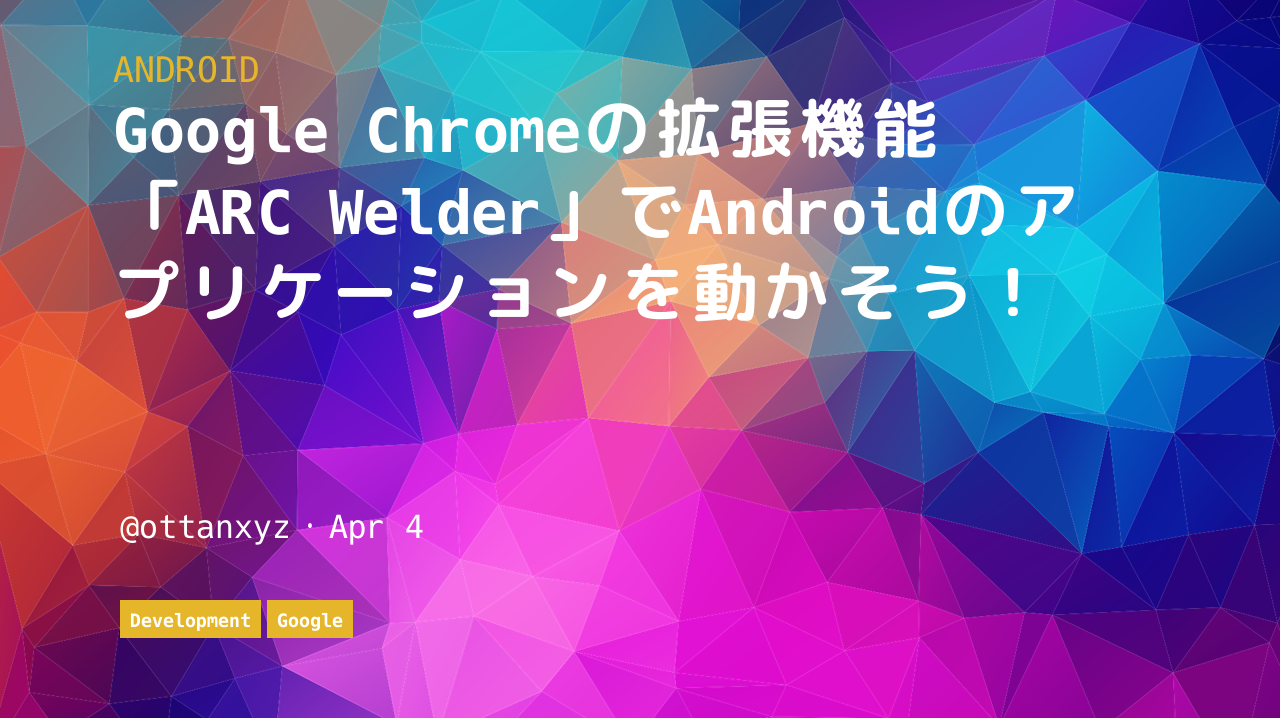 ANDROID
Google Chromeの拡張機能
「ARC Welder」でAndroidのア
プリケーションを動かそう！
@ottanxyz · Apr 4
Development Google